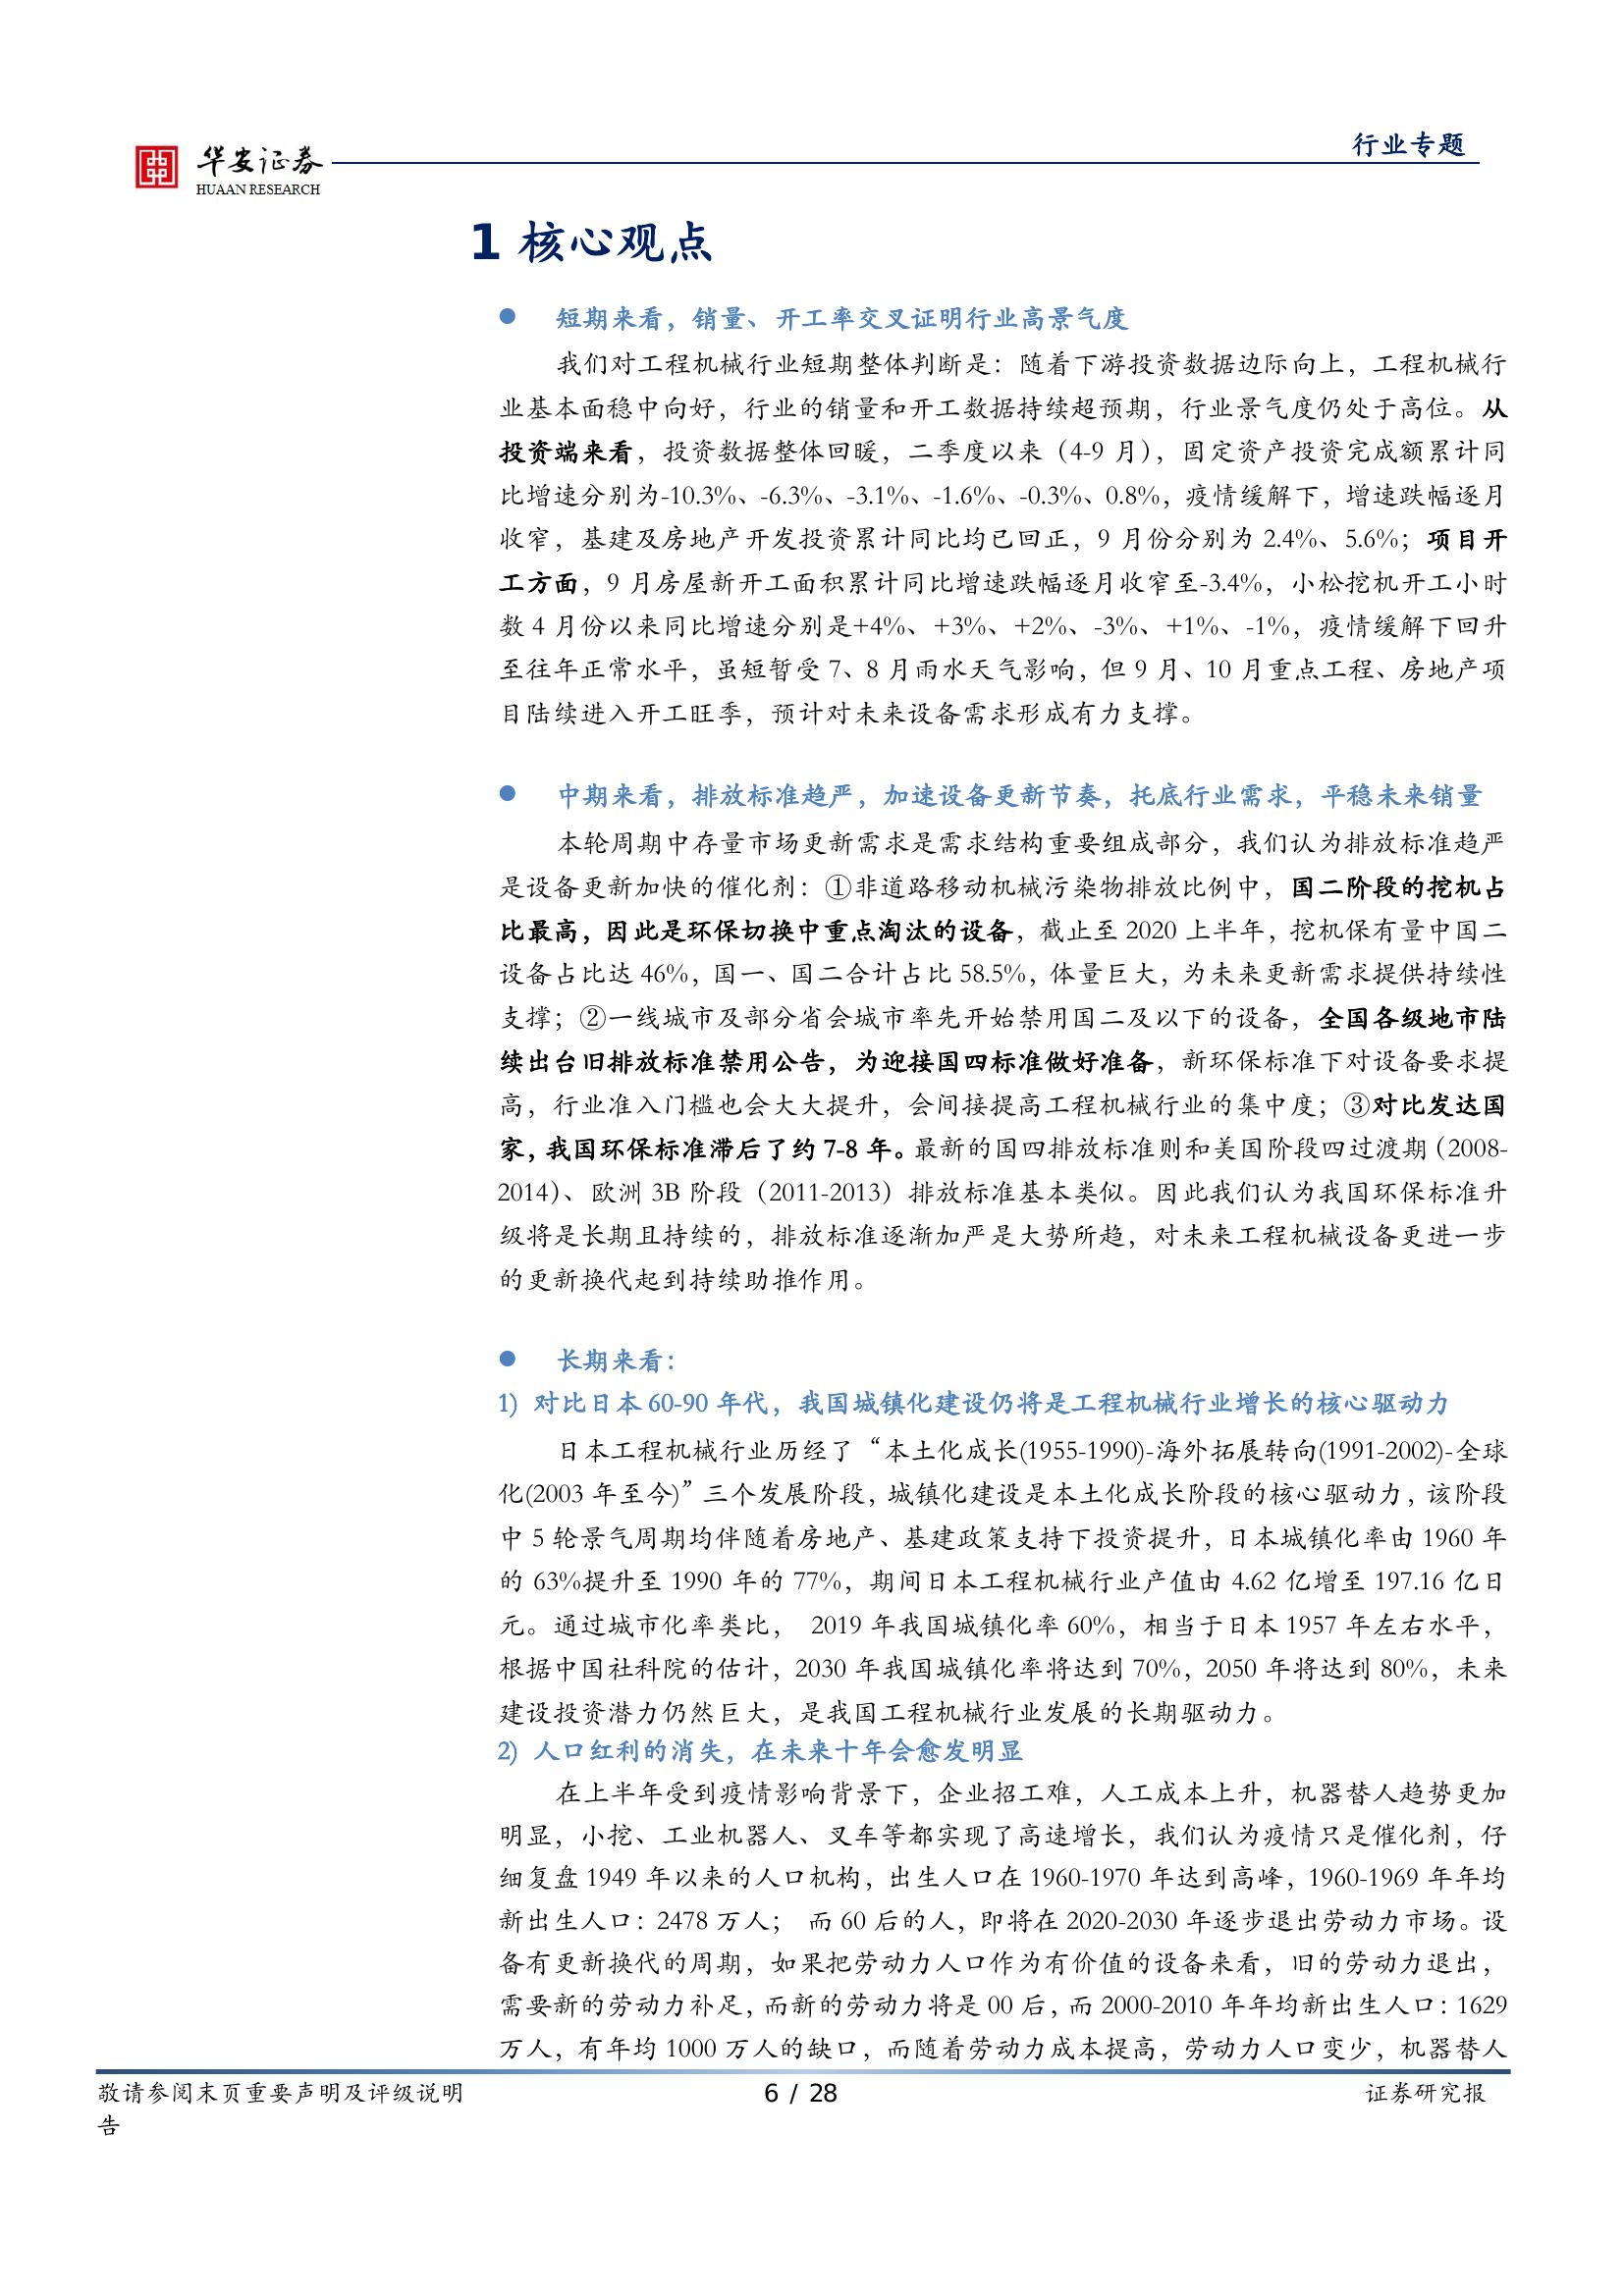 华安证券
HUAAN RESEARCH
行业专题
1 核心观点
● 短期来看，销量、开工率交叉证明行业高景气度
我们对工程机械行业短期整体判断是：随着下游投资数据边际向上，工程机械行
业基本面稳中向好，行业的销量和开工数据持续超预期，行业景气度仍处于高位。从
投资端来看，投资数据整体回暖，二季度以来（4-9 月），固定资产投资完成额累计同
比增速分别为-10.3%、-6.3%、-3.1%、-1.6%、-0.3%、0.8%，疫情缓解下，增速跌幅逐月
收窄，基建及房地产开发投资累计同比均已回正，9 月份分别为 2.4%、5.6%；项目开
工方面，9 月房屋新开工面积累计同比增速跌幅逐月收窄至-3.4%，小松挖机开工小时
数 4 月份以来同比增速分别是+4%、+3%、+2%、-3%、+1%、-1%，疫情缓解下回升
至往年正常水平，虽短暂受 7、8 月雨水天气影响，但 9 月、10 月重点工程、房地产项
目陆续进入开工旺季，预计对未来设备需求形成有力支撑。
● 中期来看，排放标准趋严，加速设备更新节奏，托底行业需求，平稳未来销量
本轮周期中存量市场更新需求是需求结构重要组成部分，我们认为排放标准趋严
是设备更新加快的催化剂：①非道路移动机械污染物排放比例中，国二阶段的挖机占
比最高，因此是环保切换中重点淘汰的设备，截止至 2020 上半年，挖机保有量中国二
设备占比达 46%，国一、国二合计占比 58.5%，体量巨大，为未来更新需求提供持续性
支撑；②一线城市及部分省会城市率先开始禁用国二及以下的设备，全国各级地市陆
续出台旧排放标准禁用公告，为迎接国四标准做好准备，新环保标准下对设备要求提
高，行业准入门槛也会大大提升，会间接提高工程机械行业的集中度；③对比发达国
家，我国环保标准滞后了约 7-8 年。最新的国四排放标准则和美国阶段四过渡期（2008-
2014）、欧洲 3B 阶段（2011-2013）排放标准基本类似。因此我们认为我国环保标准升
级将是长期且持续的，排放标准逐渐加严是大势所趋，对未来工程机械设备更进一步
的更新换代起到持续助推作用。
● 长期来看：
1) 对比日本 60-90 年代，我国城镇化建设仍将是工程机械行业增长的核心驱动力
日本工程机械行业历经了“本土化成长(1955-1990)-海外拓展转向(1991-2002)-全球
化(2003 年至今)”三个发展阶段，城镇化建设是本土化成长阶段的核心驱动力，该阶段
中 5 轮景气周期均伴随着房地产、基建政策支持下投资提升，日本城镇化率由 1960 年
的 63%提升至 1990 年的 77%，期间日本工程机械行业产值由 4.62 亿增至 197.16 亿日
元。通过城市化率类比， 2019 年我国城镇化率 60%，相当于日本 1957 年左右水平，
根据中国社科院的估计，2030 年我国城镇化率将达到 70%，2050 年将达到 80%，未来
建设投资潜力仍然巨大，是我国工程机械行业发展的长期驱动力。
2) 人口红利的消失，在未来十年会愈发明显
在上半年受到疫情影响背景下，企业招工难，人工成本上升，机器替人趋势更加
明显，小挖、工业机器人、叉车等都实现了高速增长，我们认为疫情只是催化剂，仔
细复盘 1949 年以来的人口机构，出生人口在 1960-1970 年达到高峰，1960-1969 年年均
新出生人口：2478 万人； 而 60 后的人，即将在 2020-2030 年逐步退出劳动力市场。设
备有更新换代的周期，如果把劳动力人口作为有价值的设备来看，旧的劳动力退出，
需要新的劳动力补足，而新的劳动力将是 00 后，而 2000-2010 年年均新出生人口：1629
万人，有年均 1000 万人的缺口，而随着劳动力成本提高，劳动力人口变少，机器替人
敬请参阅末页重要声明及评级说明
6 / 28
证券研究报
告